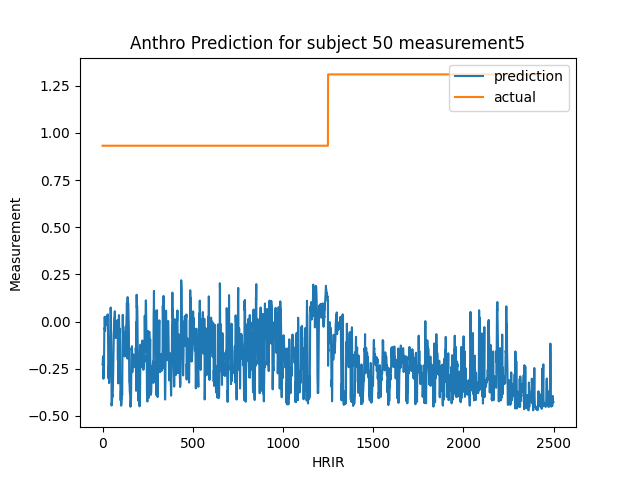 Anthro Prediction for subject 50 measurement5
prediction
actual
Measurement
1.25
1.00
0.75
0.50
0.25
0.00
−0.25
−0.50
0 500 1000 1500 2000 2500
HRIR